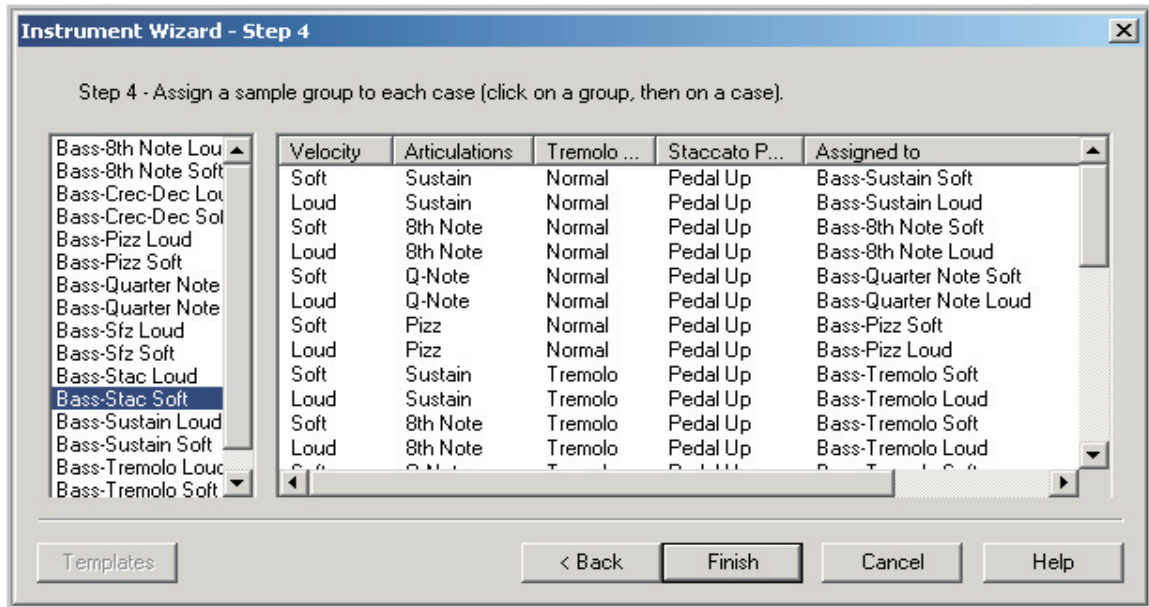 Instrument Wizard - Step 4
Step 4 - Assign a sample group to each case (click on a group, then on a case).
Bass-8th Note Lou
Bass-8th Note Soft
Bass-Crec-Dec Lou
Bass-Crec-Dec Sof
Bass-Pizz Loud
Bass-Pizz Soft
Bass-Quarter Note
Bass-Quarter Note
Bass-Sfz Loud
Bass-Sfz Soft
Bass-Stac Loud
Bass-Stac Soft
Bass-Sustain Loud
Bass-Sustain Soft
Bass-Tremolo Loud
Bass-Tremolo Soft
Velocity Articulations Tremolo ... Staccato P... Assigned to
Soft Sustain Normal Pedal Up Bass-Sustain Soft
Loud Sustain Normal Pedal Up Bass-Sustain Loud
Soft 8th Note Normal Pedal Up Bass-8th Note Soft
Loud 8th Note Normal Pedal Up Bass-8th Note Loud
Soft Q-Note Normal Pedal Up Bass-Quarter Note Soft
Loud Q-Note Normal Pedal Up Bass-Quarter Note Loud
Soft Pizz Normal Pedal Up Bass-Pizz Soft
Loud Pizz Normal Pedal Up Bass-Pizz Loud
Soft Sustain Tremolo Pedal Up Bass-Tremolo Soft
Loud Sustain Tremolo Pedal Up Bass-Tremolo Loud
Soft 8th Note Tremolo Pedal Up Bass-Tremolo Soft
Loud 8th Note Tremolo Pedal Up Bass-Tremolo Loud
Templates < Back Finish Cancel Help